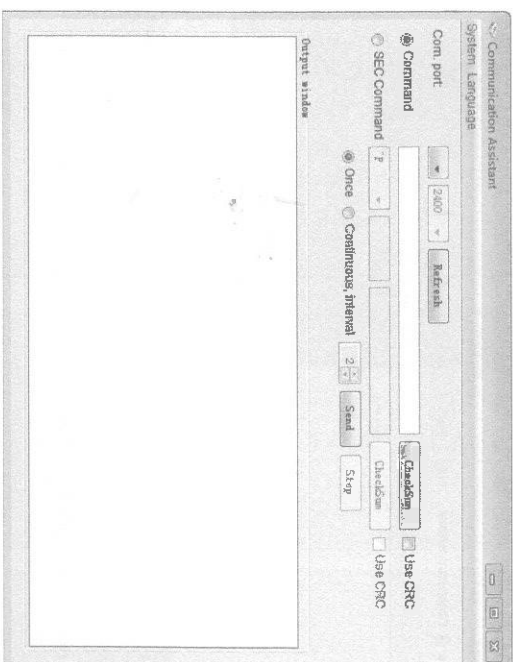 Communication Assistant
System Language
Com. port: 2400 Refresh
Command CheckSum Use CRC
SEC Command ^P CheckSum Use CRC
Once Continuous, interval 2 Send Stop
Output window